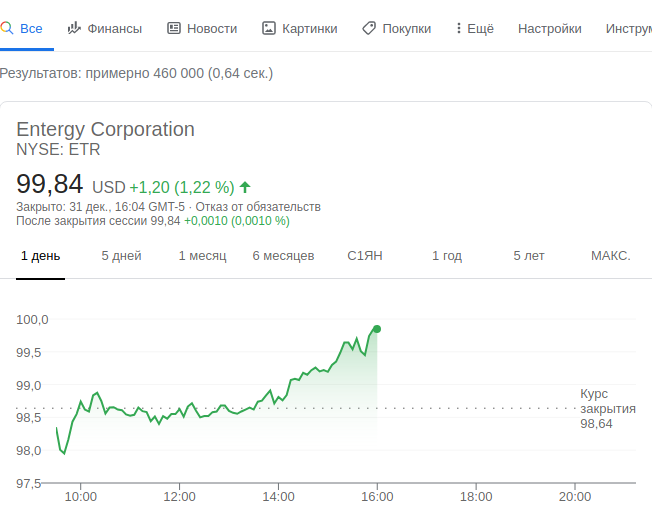 Все Финансы Новости Картинки Покупки Ещё Настройки Инструм
Результатов: примерно 460 000 (0,64 сек.)
Entergy Corporation
NYSE: ETR
99,84 USD +1,20 (1,22 %)
Закрыто: 31 дек., 16:04 GMT-5 · Отказ от обязательств
После закрытия сессии 99,84 +0,0010 (0,0010 %)
1 день 5 дней 1 месяц 6 месяцев С1ЯН 1 год 5 лет МАКС.
100,0
99,5
99,0
98,5
98,0
97,5
Курс
закрытия
98,64
10:00 12:00 14:00 16:00 18:00 20:00